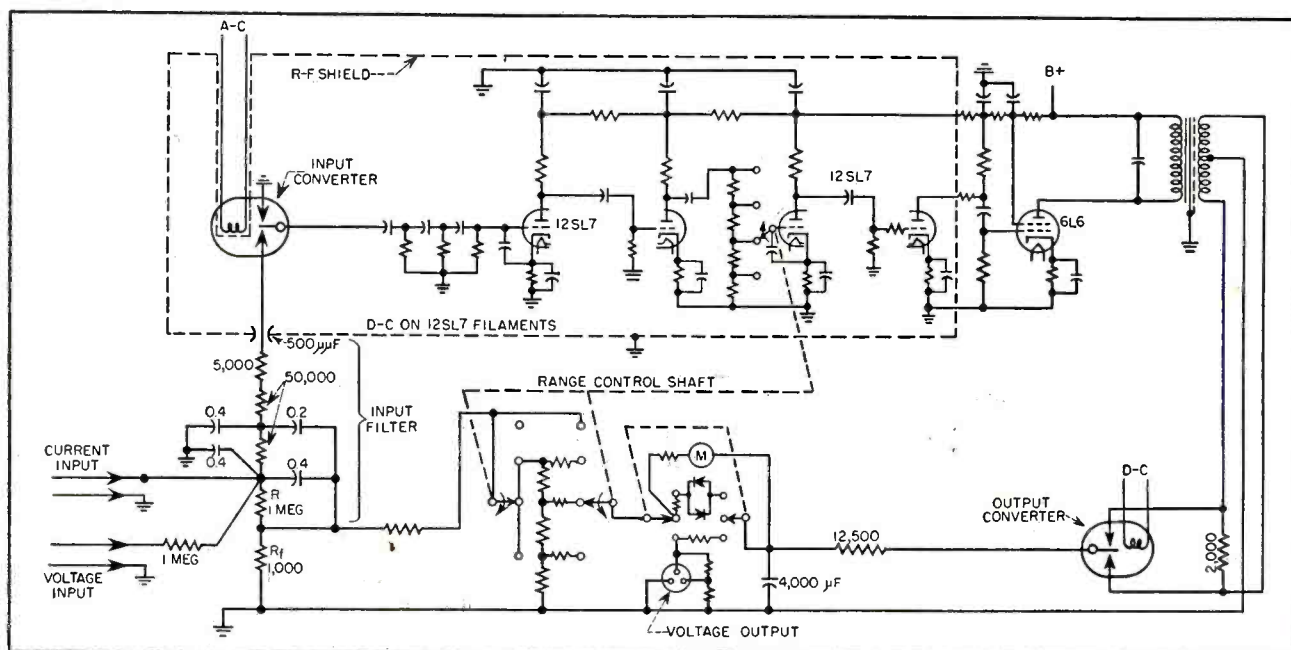 A-C
R-F SHIELD
B+
INPUT
CONVERTER
12SL7
12SL7
6L6
D-C ON 12SL7 FILAMENTS
500µµF
5,000
50,000
RANGE CONTROL SHAFT
INPUT
FILTER
0.4
0.2
0.4
0.4
CURRENT
INPUT
R
1 MEG
M
D-C
OUTPUT
CONVERTER
12,500
2,000
1 MEG
Rf
1,000
VOLTAGE
INPUT
4,000 µF
VOLTAGE OUTPUT